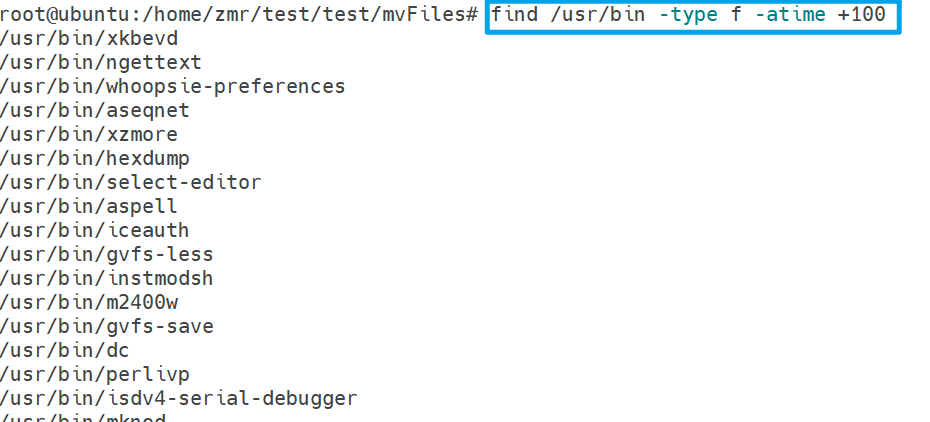 root@ubuntu:/home/zmr/test/test/mvFiles# find /usr/bin -type f -atime +100
/usr/bin/xkbevd
/usr/bin/ngettext
/usr/bin/whoopsie-preferences
/usr/bin/aseqnet
/usr/bin/xzmore
/usr/bin/hexdump
/usr/bin/select-editor
/usr/bin/aspell
/usr/bin/iceauth
/usr/bin/gvfs-less
/usr/bin/instmodsh
/usr/bin/m2400w
/usr/bin/gvfs-save
/usr/bin/dc
/usr/bin/perlivp
/usr/bin/isdv4-serial-debugger